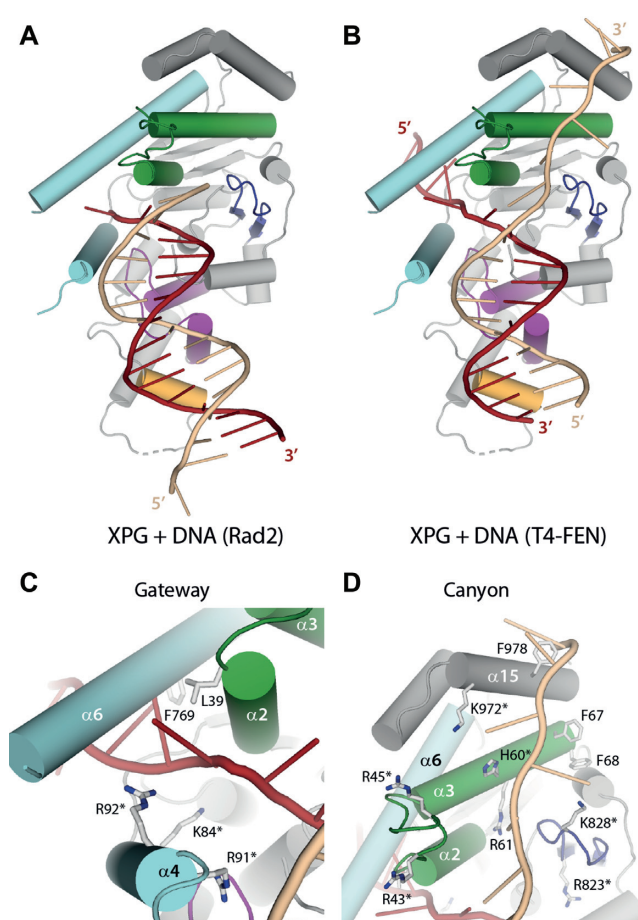 A
B
3′
5′
3′
5′
3′
5′
XPG + DNA (Rad2)
XPG + DNA (T4-FEN)
C
Gateway
D
Canyon
α3
α6
F769
L39
α2
R92*
K84*
R91*
α4
F978
α15
K972*
F67
α6
H60*
F68
R45*
α3
K828*
α2
R61
R43*
R823*